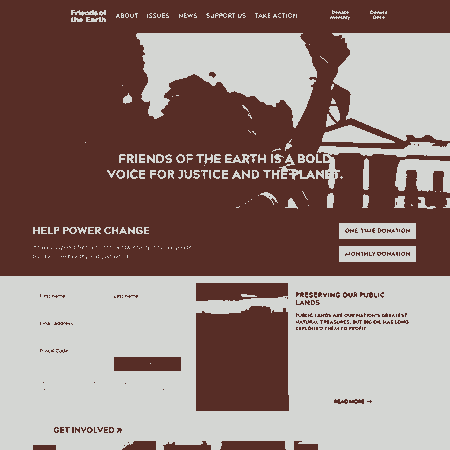 Friends of
the Earth
ABOUT ISSUES NEWS SUPPORT US TAKE ACTION
Donate
Monthly
Donate
Once
FRIENDS OF THE EARTH IS A BOLD
VOICE FOR JUSTICE AND THE PLANET.
HELP POWER CHANGE
ONE TIME DONATION
MONTHLY DONATION
First name
Last name
Email address
Postal Code
PRESERVING OUR PUBLIC
LANDS
PUBLIC LANDS ARE OUR NATION'S GREATEST
NATURAL TREASURES, BUT BIG OIL HAS LONG
EXPLOITED THEM TO PROFIT.
READ MORE →
GET INVOLVED